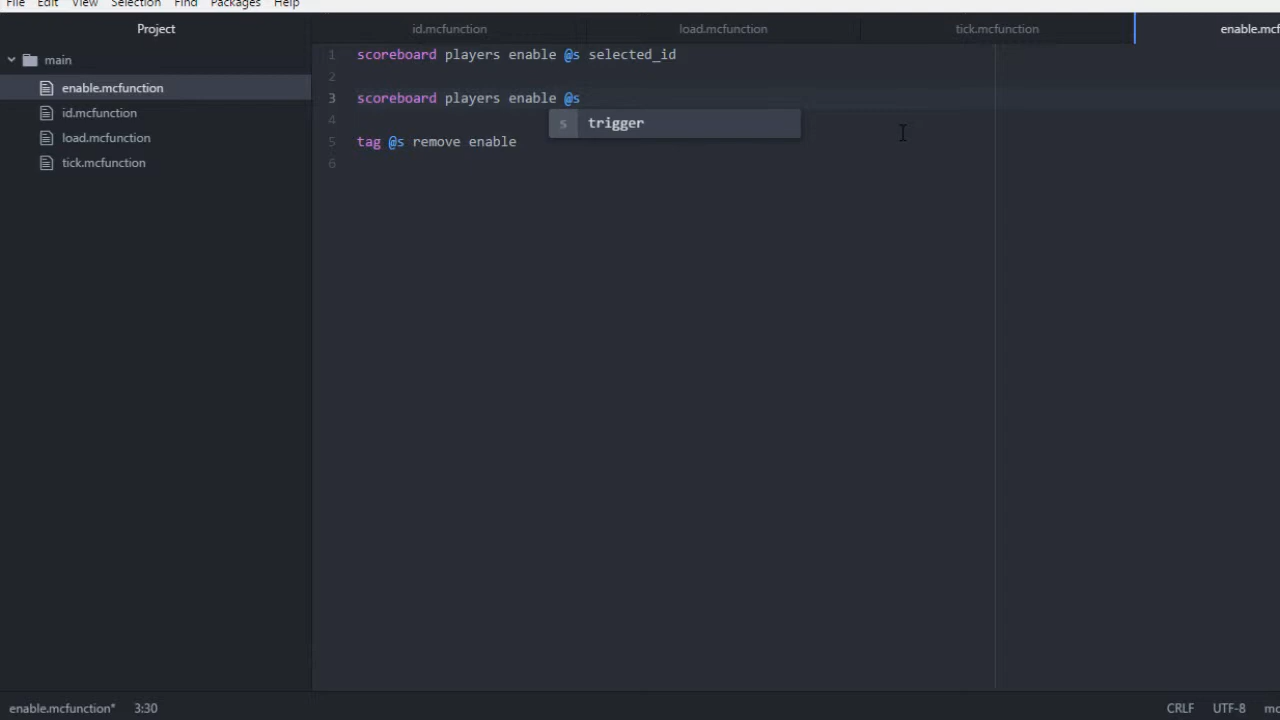 File Edit View Selection Find Packages Help
Project
id.mcfunction
load.mcfunction
tick.mcfunction
enable.mcf
main
enable.mcfunction
id.mcfunction
load.mcfunction
tick.mcfunction
1 scoreboard players enable @s selected_id
2
3 scoreboard players enable @s
s trigger
4
5 tag @s remove enable
6
enable.mcfunction* 3:30
CRLF UTF-8